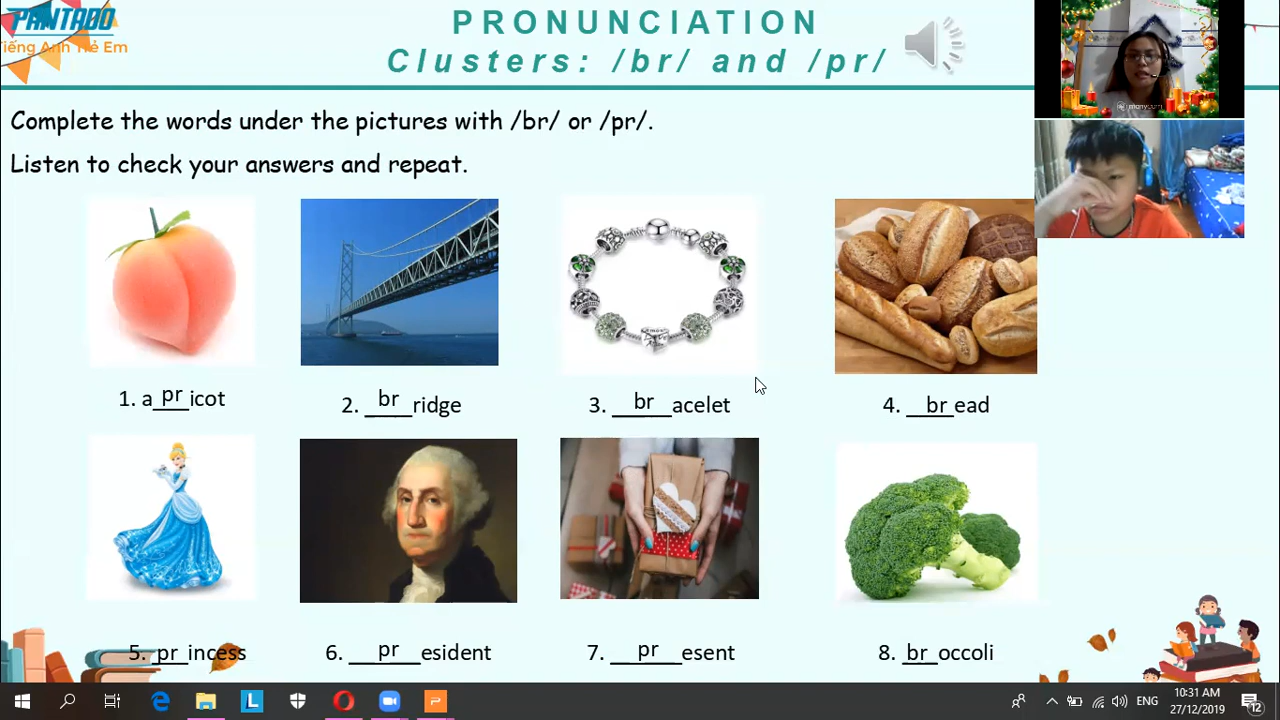 PANTADO
Tiếng Anh Trẻ Em
PRONUNCIATION
Clusters: /br/ and /pr/
Complete the words under the pictures with /br/ or /pr/.
Listen to check your answers and repeat.
1. a pr icot
2. br ridge
3. br acelet
4. br ead
5. pr incess
6. pr esident
7. pr esent
8. br occoli
ENG
10:31 AM
27/12/2019
12